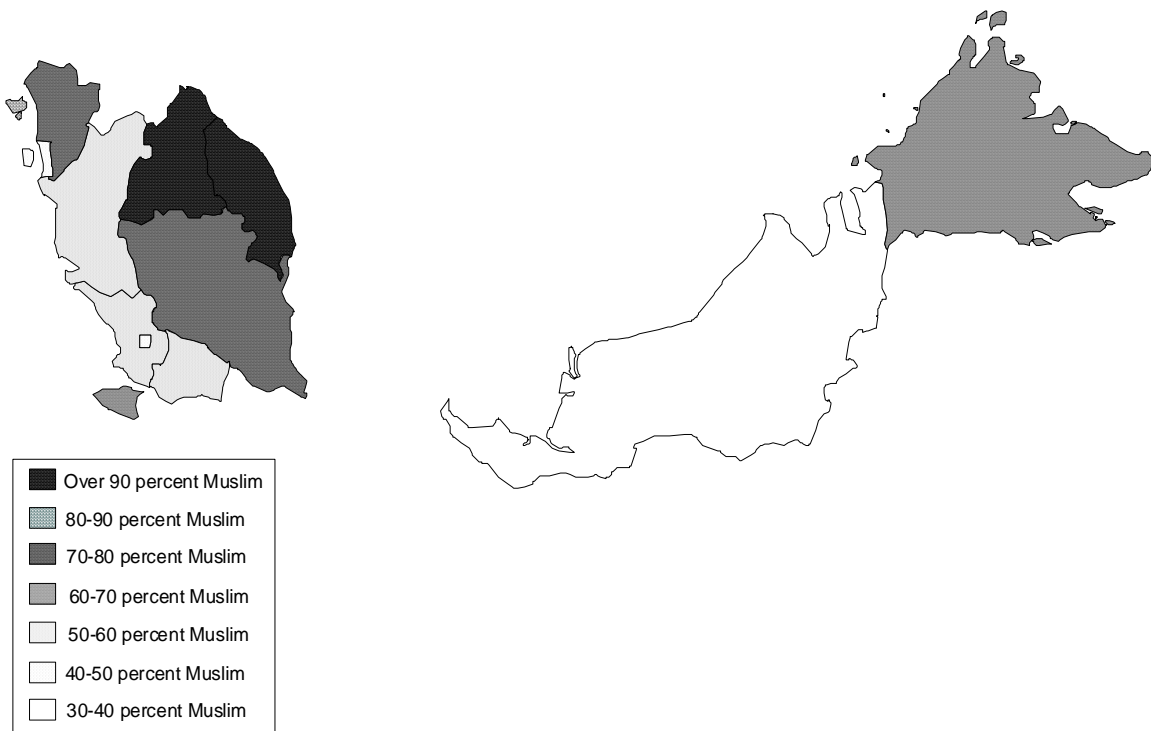 Over 90 percent Muslim
80-90 percent Muslim
70-80 percent Muslim
60-70 percent Muslim
50-60 percent Muslim
40-50 percent Muslim
30-40 percent Muslim